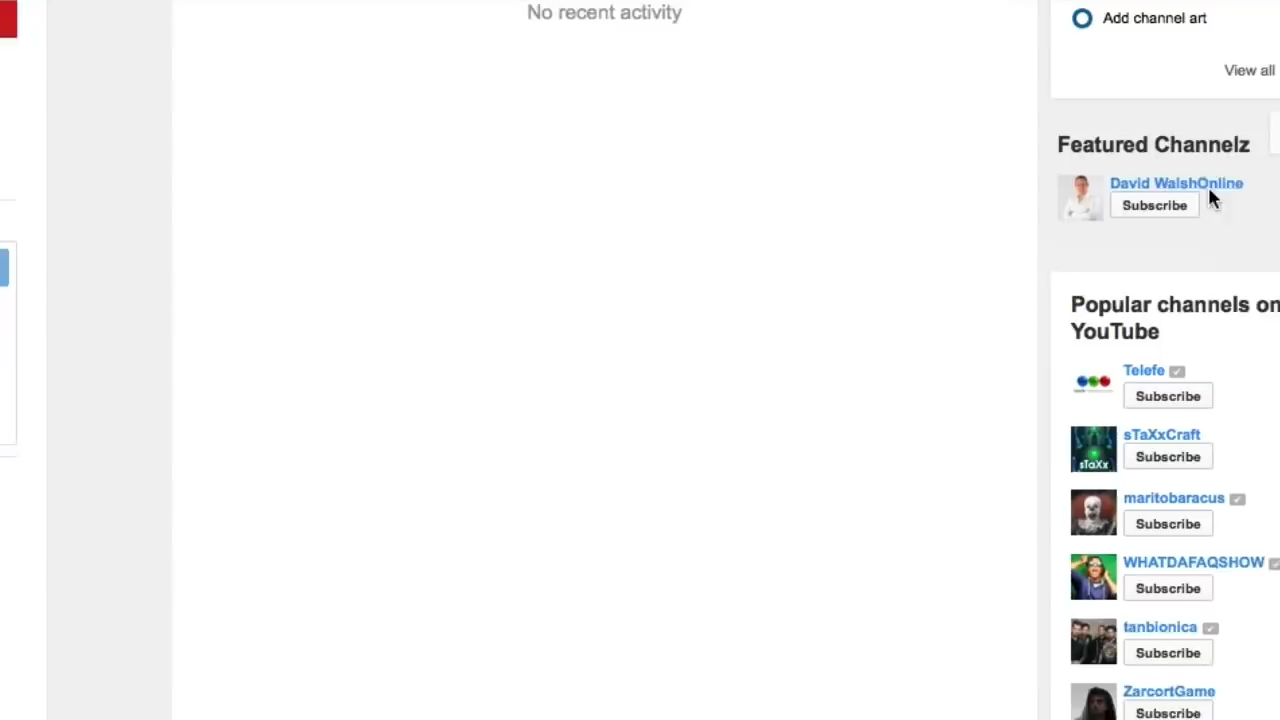 No recent activity
Add channel art
View all
Featured Channelz
David WalshOnline
Subscribe
Popular channels on
YouTube
Telefe
Subscribe
sTaXxCraft
sTaXx
Subscribe
maritobaracus
Subscribe
WHATDAFAQSHOW
Subscribe
tanbionica
Subscribe
ZarcortGame
Subscribe